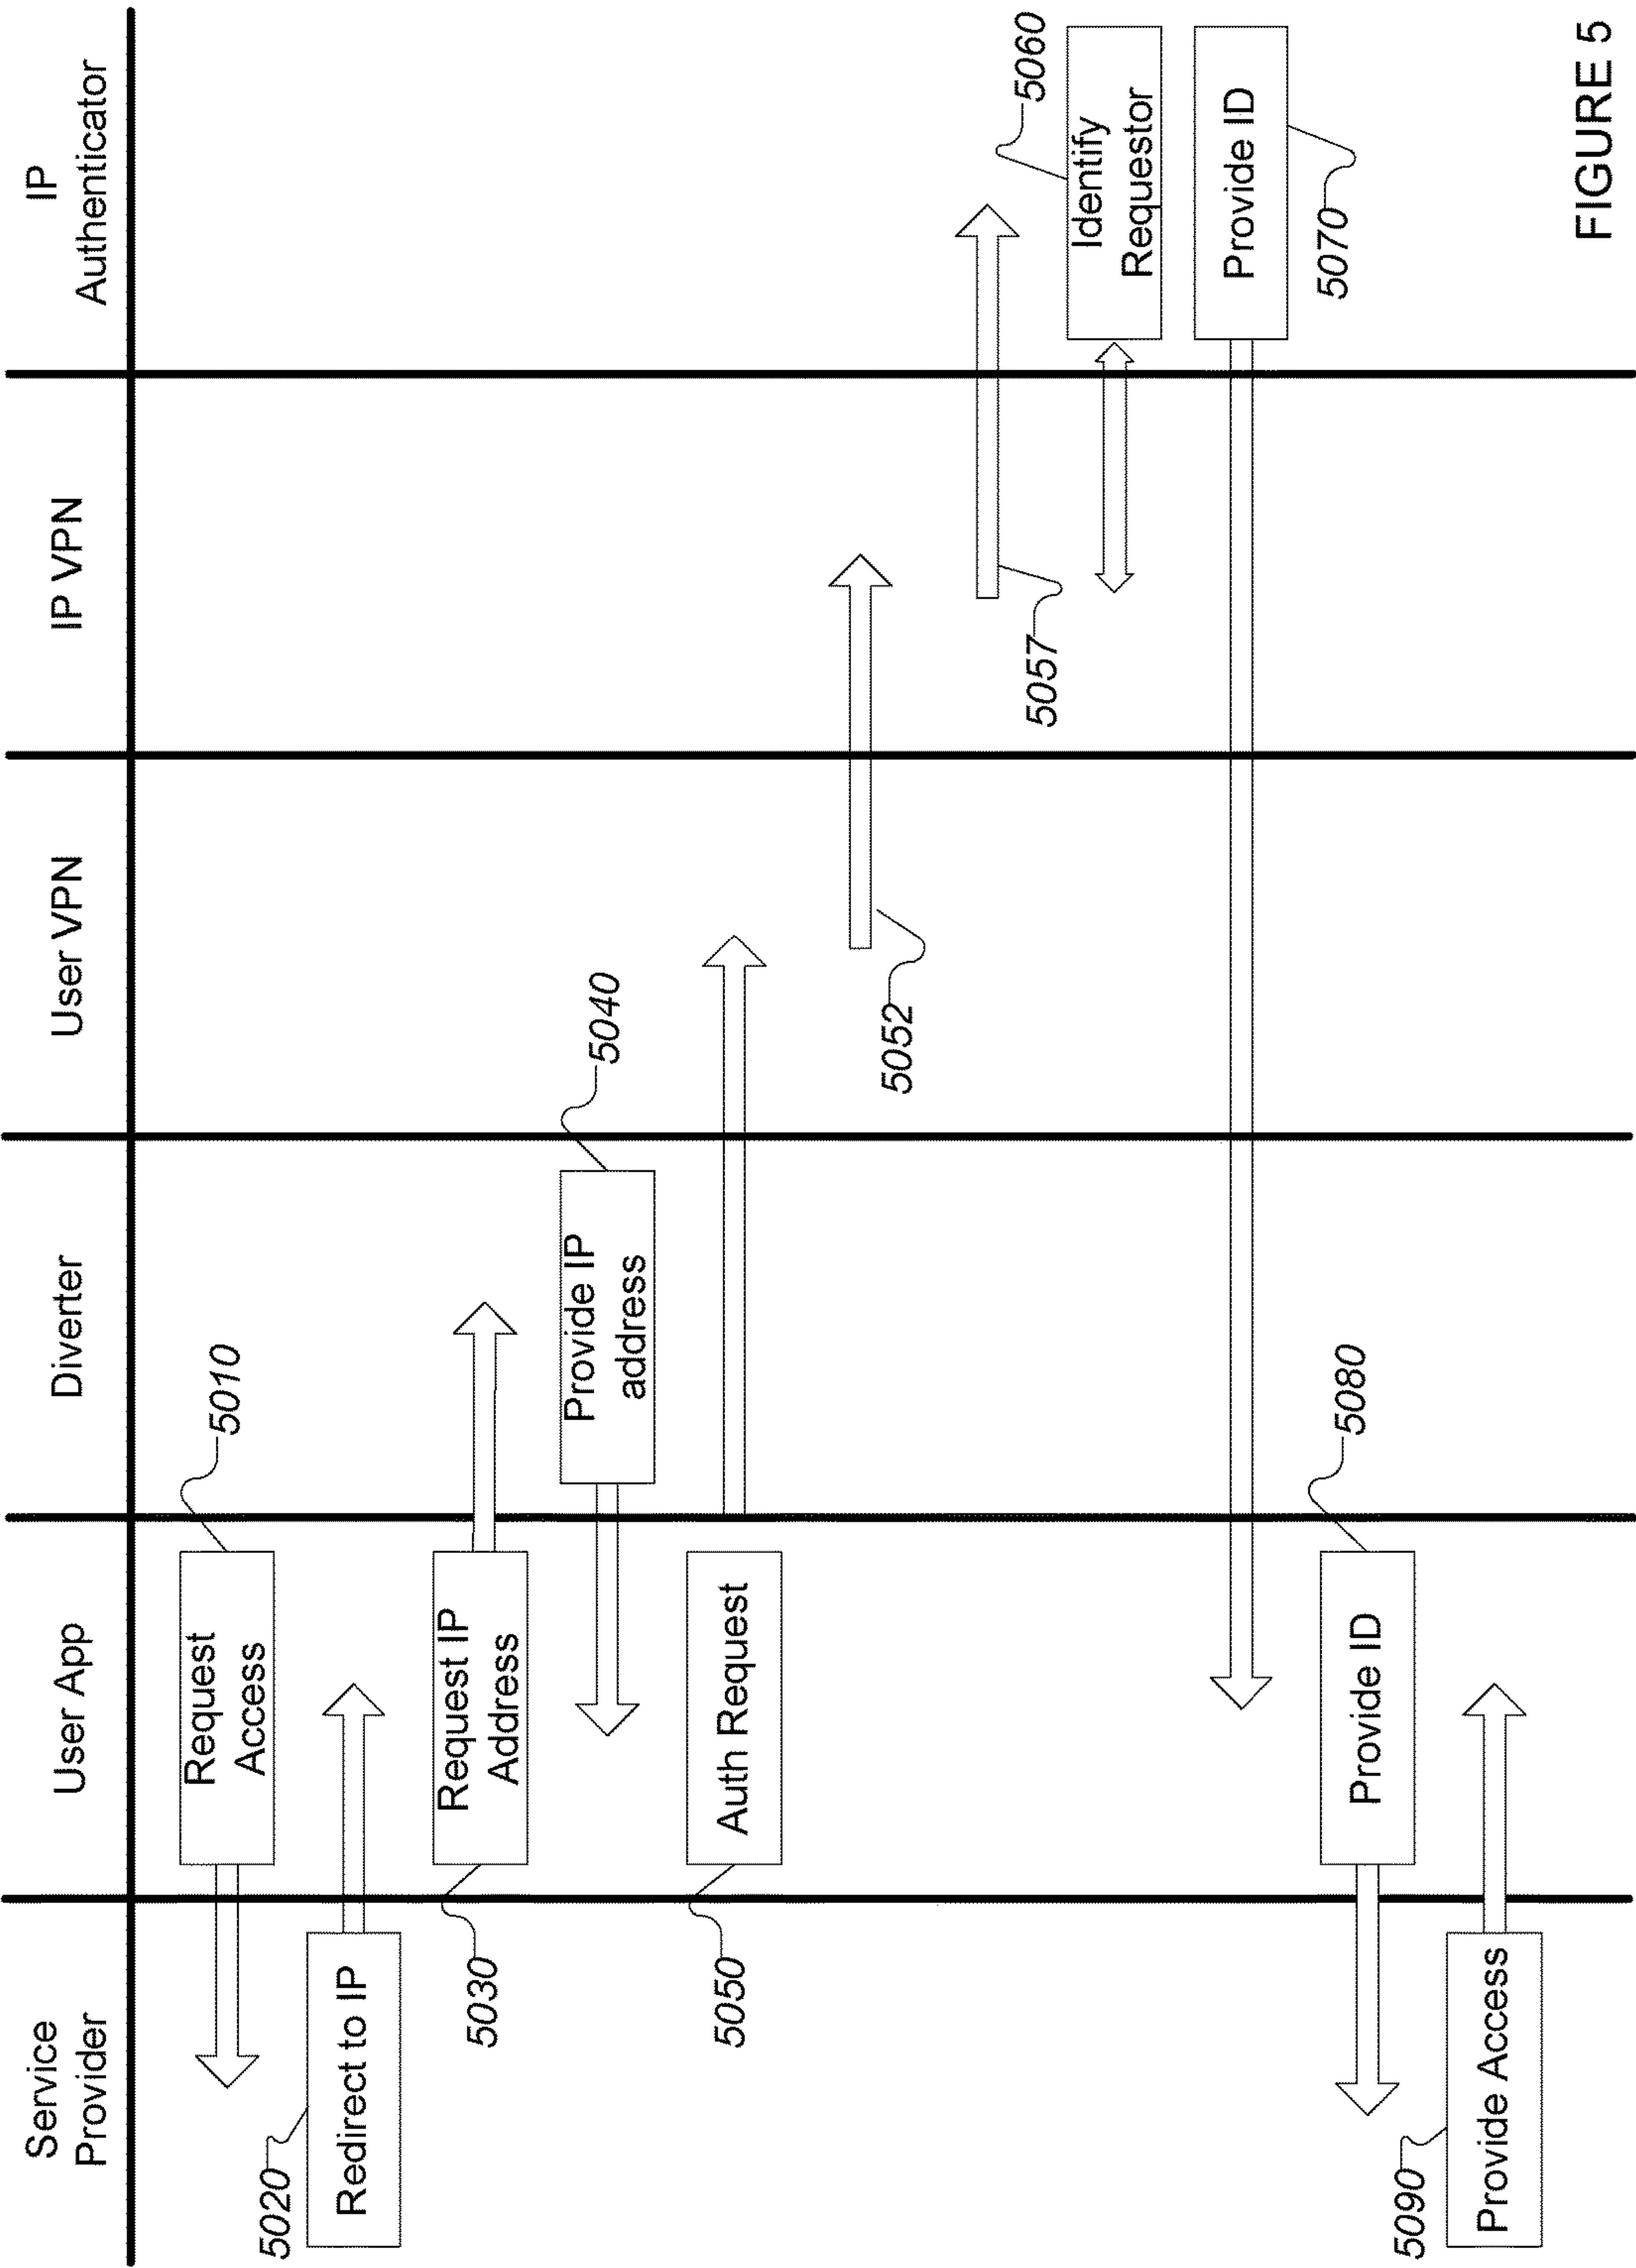 Service
Provider
User App
Diverter
User VPN
IP VPN
IP
Authenticator
Request
Access
5010
5020
Redirect to IP
Request IP
Address
5030
Provide IP
address
5040
Auth Request
5050
5052
5057
Identify
Requestor
5060
Provide ID
5070
Provide ID
5080
5090
Provide Access
FIGURE 5